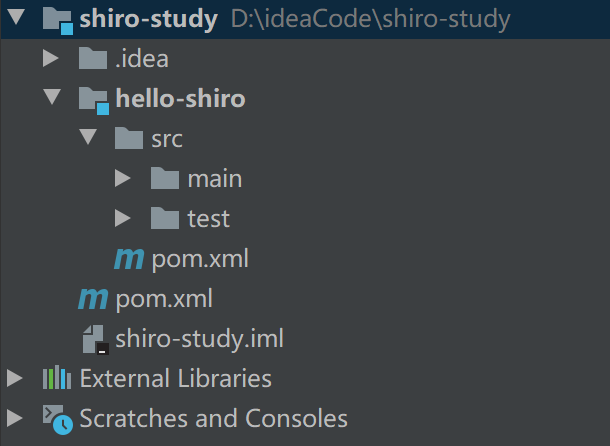 shiro-study D:\ideaCode\shiro-study
.idea
hello-shiro
src
main
test
pom.xml
pom.xml
shiro-study.iml
External Libraries
Scratches and Consoles